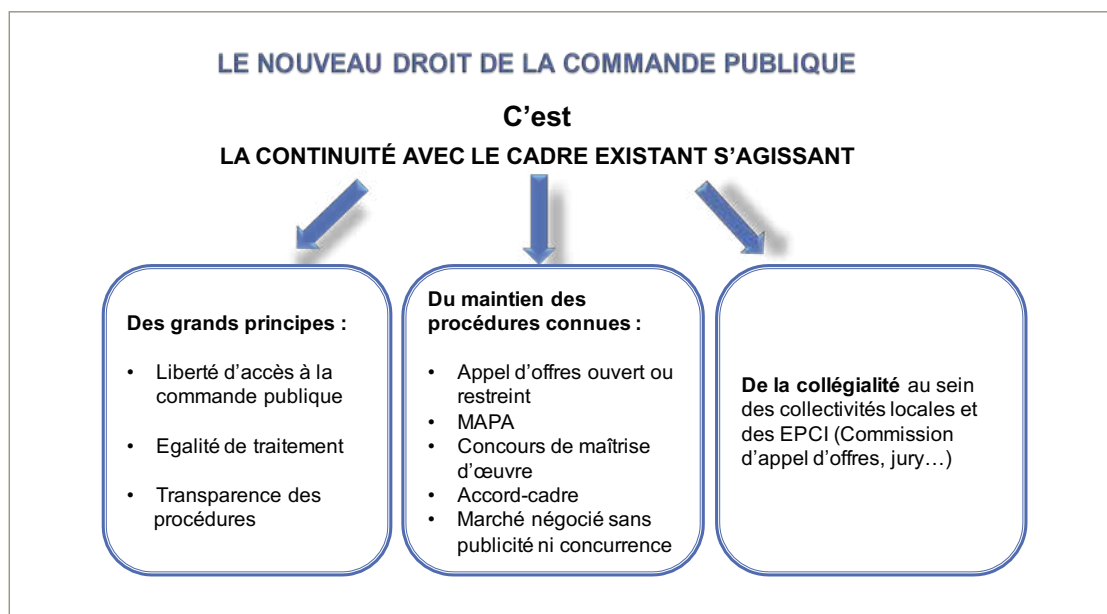 LE NOUVEAU DROIT DE LA COMMANDE PUBLIQUE
C’est
LA CONTINUITÉ AVEC LE CADRE EXISTANT S’AGISSANT
Des grands principes :
• Liberté d’accès à la
commande publique
• Egalité de traitement
• Transparence des
procédures
Du maintien des
procédures connues :
• Appel d’offres ouvert ou
restreint
• MAPA
• Concours de maîtrise
d’œuvre
• Accord-cadre
• Marché négocié sans
publicité ni concurrence
De la collégialité au sein
des collectivités locales et
des EPCI (Commission
d’appel d’offres, jury…)